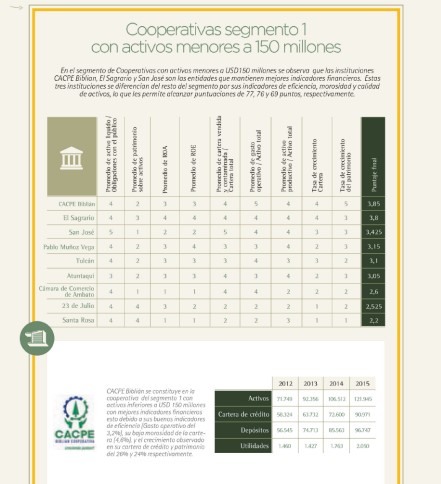 Cooperativas segmento 1
con activos menores a 150 millones
En el segmento de Cooperativas con activos menores a USD150 millones se observa que las instituciones
CACPE Biblian, El Sagrario y San José son las entidades que mantienen mejores indicadores financieros. Estas
tres instituciones se diferencian del resto del segmento por sus indicadores de eficiencia, morosidad y calidad
de activos, lo que les permite alcanzar puntuaciones de 77, 76 y 69 puntos, respectivamente.
Promedio de activo líquido /
Obligaciones con el público
Promedio de patrimonio
sobre activos
Promedio de ROA
Promedio de ROE
Promedio de cartera vencida
y contaminada /
Cartera total
Promedio de gasto
operativo / Activo total
Promedio de activo
productivo / Activo total
Tasa de crecimiento
Cartera
Tasa de crecimiento
del patrimonio
Puntaje final
CACPE Biblian 4 2 3 3 4 5 4 4 5 3,85
El Sagrario 4 3 4 4 4 4 4 3 3 3,8
San José 5 1 2 2 5 4 4 3 3 3,425
Pablo Muñoz Vega 4 2 3 4 3 3 4 2 3 3,15
Tulcán 4 2 3 3 3 4 3 3 2 3,1
Atuntaqui 3 2 3 3 4 3 4 2 3 3,05
Cámara de Comercio
de Ambato 4 1 1 1 4 4 2 2 3 2,6
23 de Julio 4 4 3 2 2 2 2 1 2 2,525
Santa Rosa 4 4 1 1 2 2 3 1 1 2,2
CACPE
BIBLIAN COOPERATIVA
CACPE Biblián se constituye en la
cooperativa del segmento 1 con
activos inferiores a USD 150 millones
con mejores indicadores financieros
esto debido a sus buenos indicadores
de eficiencia (Gasto operativo del
3,2%), su baja morosidad de la carte-
ra (4,6%), y el crecimiento observado
en su cartera de crédito y patrimonio
del 26% y 24% respectivamente.
2012 2013 2014 2015
Activos 71.749 92.296 106.512 121.945
Cartera de crédito 56.324 63.732 72.600 90.971
Depósitos 56.545 74.713 85.561 96.747
Utilidades 1.460 1.427 1.763 2.030